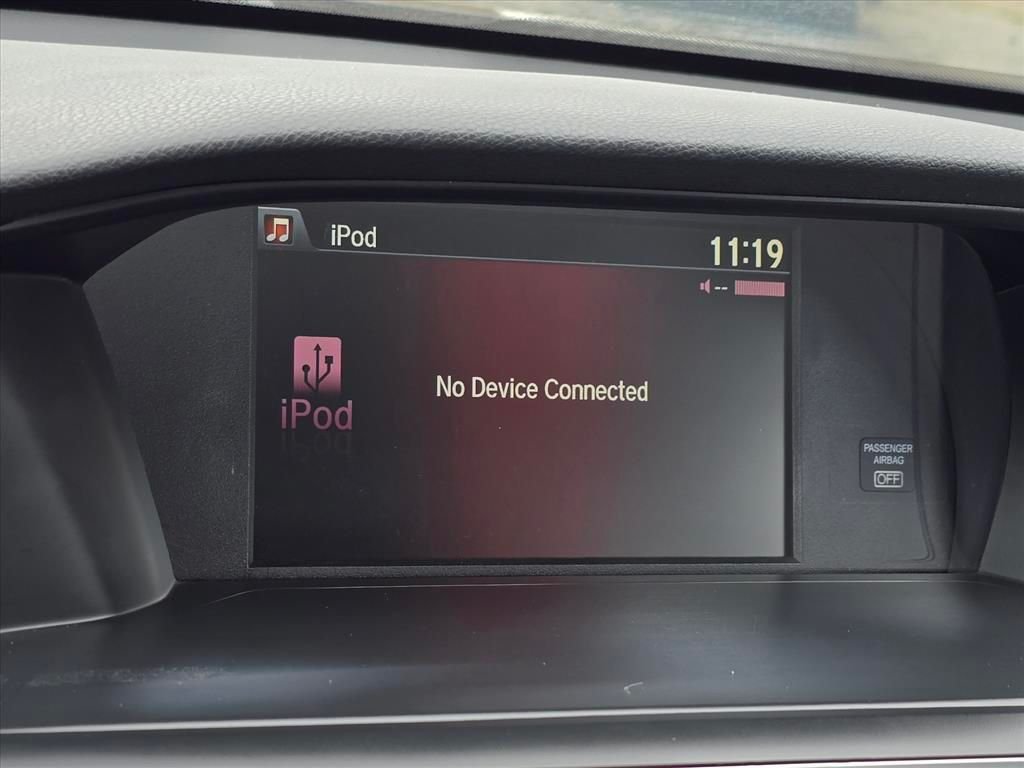 iPod
11:19
--
iPod
No Device Connected
PASSENGER
AIRBAG
OFF